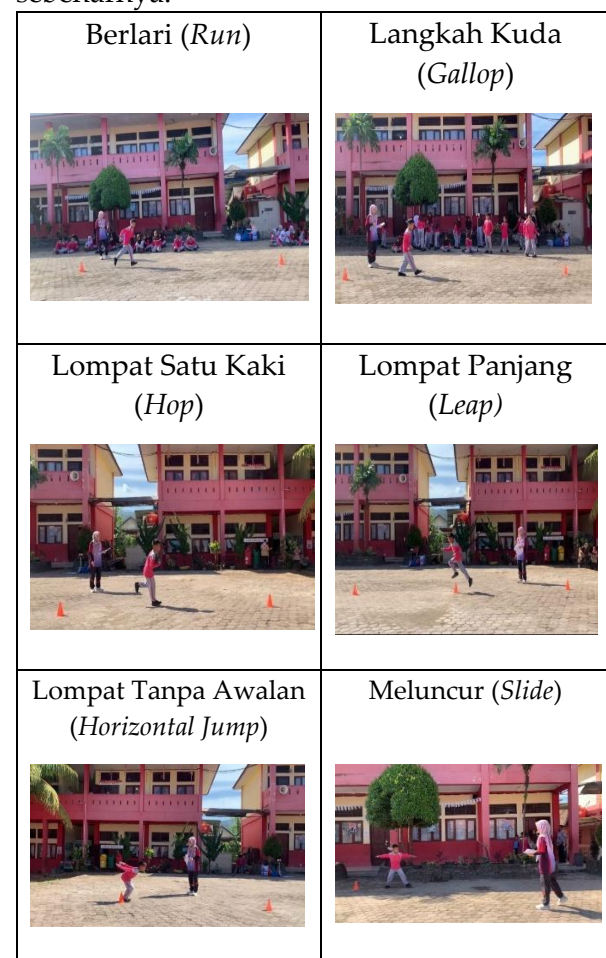 Berlari (Run)
Langkah Kuda
(Gallop)
Lompat Satu Kaki
(Hop)
Lompat Panjang
(Leap)
Lompat Tanpa Awalan
(Horizontal Jump)
Meluncur (Slide)